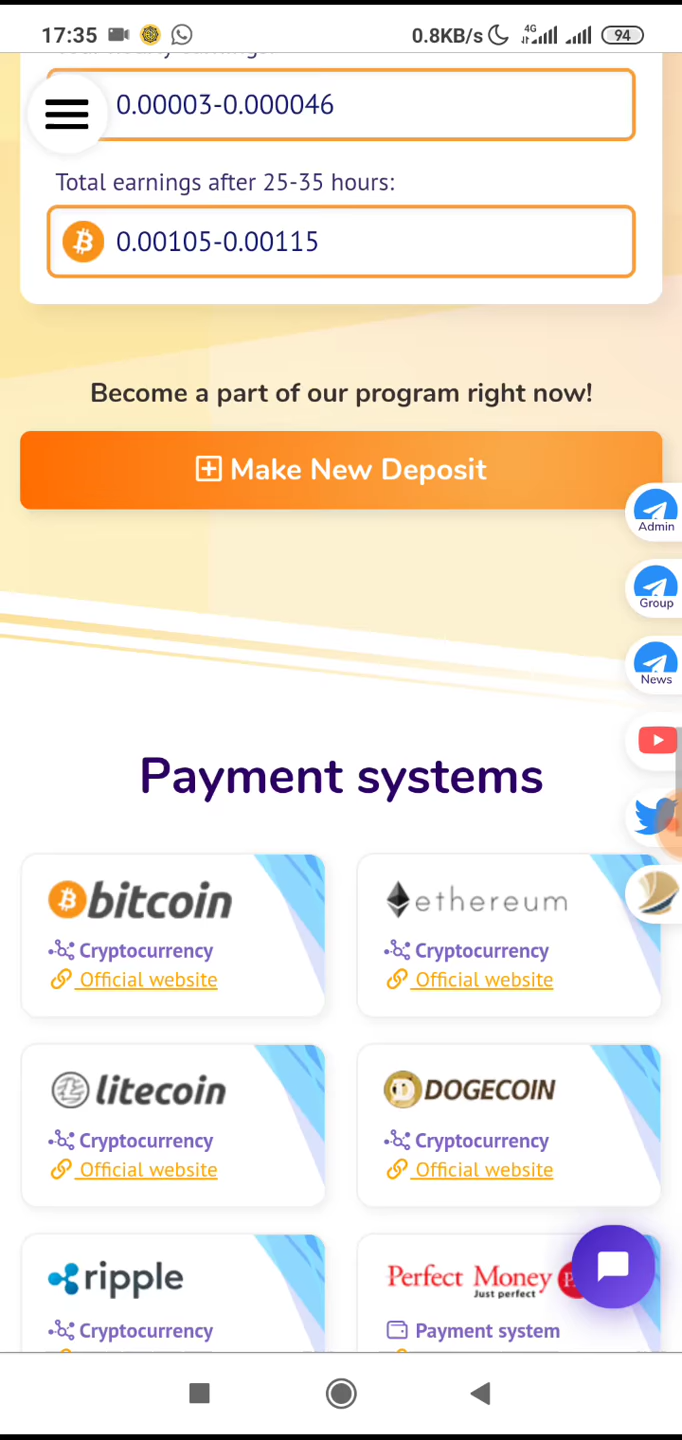 17:35
0.8KB/s 4G 94
0.00003-0.000046
Total earnings after 25-35 hours:
0.00105-0.00115
Become a part of our program right now!
Make New Deposit
Admin
Group
News
Payment systems
bitcoin
Cryptocurrency
Official website
ethereum
Cryptocurrency
Official website
litecoin
Cryptocurrency
Official website
DOGECOIN
Cryptocurrency
Official website
ripple
Cryptocurrency
Perfect Money
Just perfect
Payment system